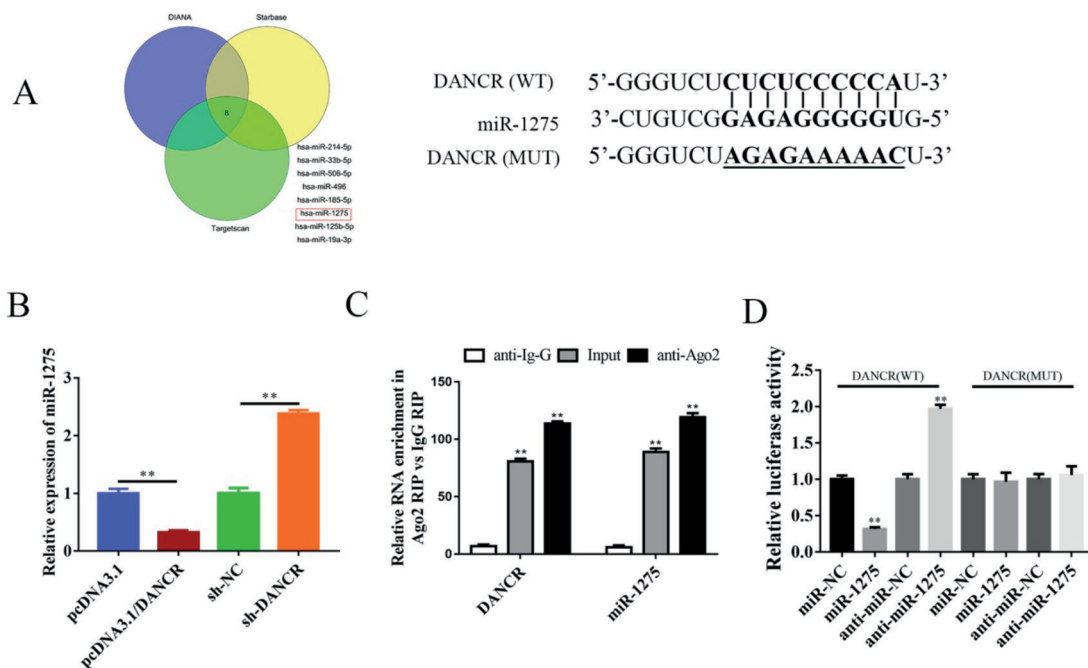 A
DIANA
Starbase
8
Targetscan
hsa-miR-214-5p
hsa-miR-33b-5p
hsa-miR-506-5p
hsa-miR-496
hsa-miR-185-5p
hsa-miR-1275
hsa-miR-125b-5p
hsa-miR-19a-3p
DANCR (WT) 5’-GGGUCUCUCUCCCCCAU-3’
miR-1275 3’-CUGUCGGAGAGGGGGUG-5’
DANCR (MUT) 5’-GGGUCUAGAGAAAAACU-3’
B
Relative expression of miR-1275
3
2
1
0
**
**
pcDNA3.1
pcDNA3.1/DANCR
sh-NC
sh-DANCR
C
anti-Ig-G Input anti-Ago2
Relative RNA enrichment in
Ago2 RIP vs IgG RIP
150
100
50
0
**
**
**
**
DANCR
miR-1275
D
Relative luciferase activity
2.5
2.0
1.5
1.0
0.5
0.0
DANCR(WT)
DANCR(MUT)
**
**
miR-NC
miR-1275
anti-miR-NC
anti-miR-1275
miR-NC
miR-1275
anti-miR-NC
anti-miR-1275